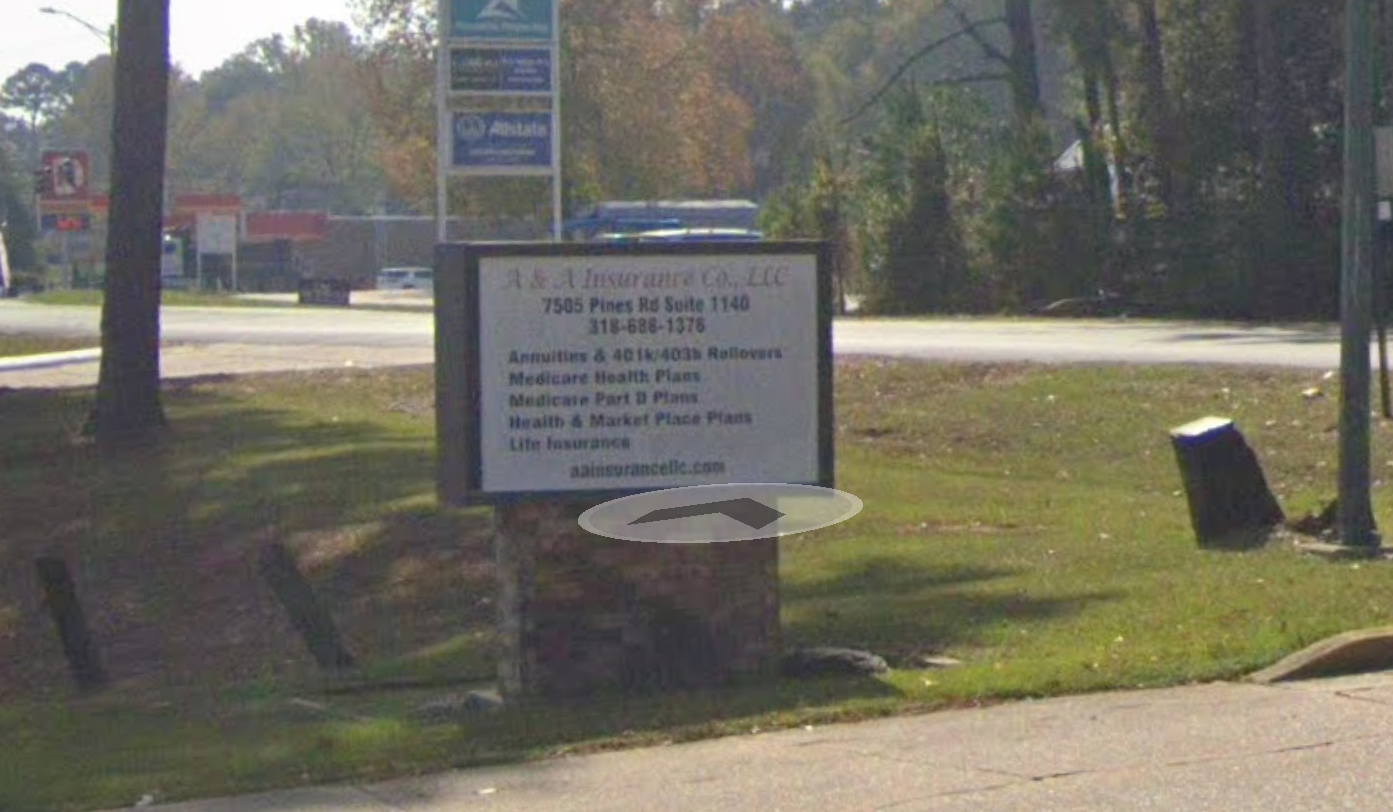 Allstate
A & A Insurance Co., LLC
7505 Pines Rd Suite 1140
318-686-1376
Annuities & 401k/403b Rollovers
Medicare Health Plans
Medicare Part D Plans
Health & Market Place Plans
Life Insurance
aainsurancellc.com